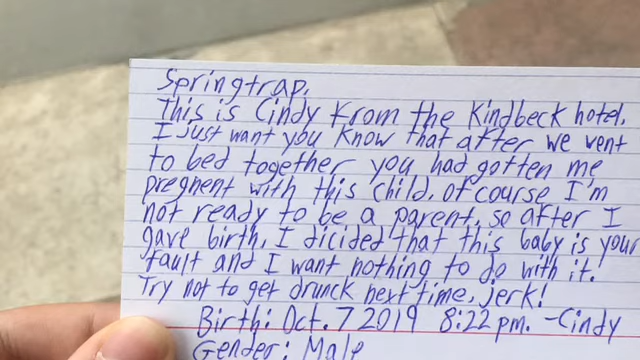 Springtrap,
This is Cindy from the Kindbeck hotel.
I just want you know that after we vent
to bed together you had gotten me
pregnent with this child. of course I'm
not ready to be a parent, so after I
gave birth, I dicided that this baby is your
fault and I want nothing to do with it!
Try not to get drunck next time, jerk!
Birth: Oct. 7 2019 8:22 pm. -Cindy
Gender: Male